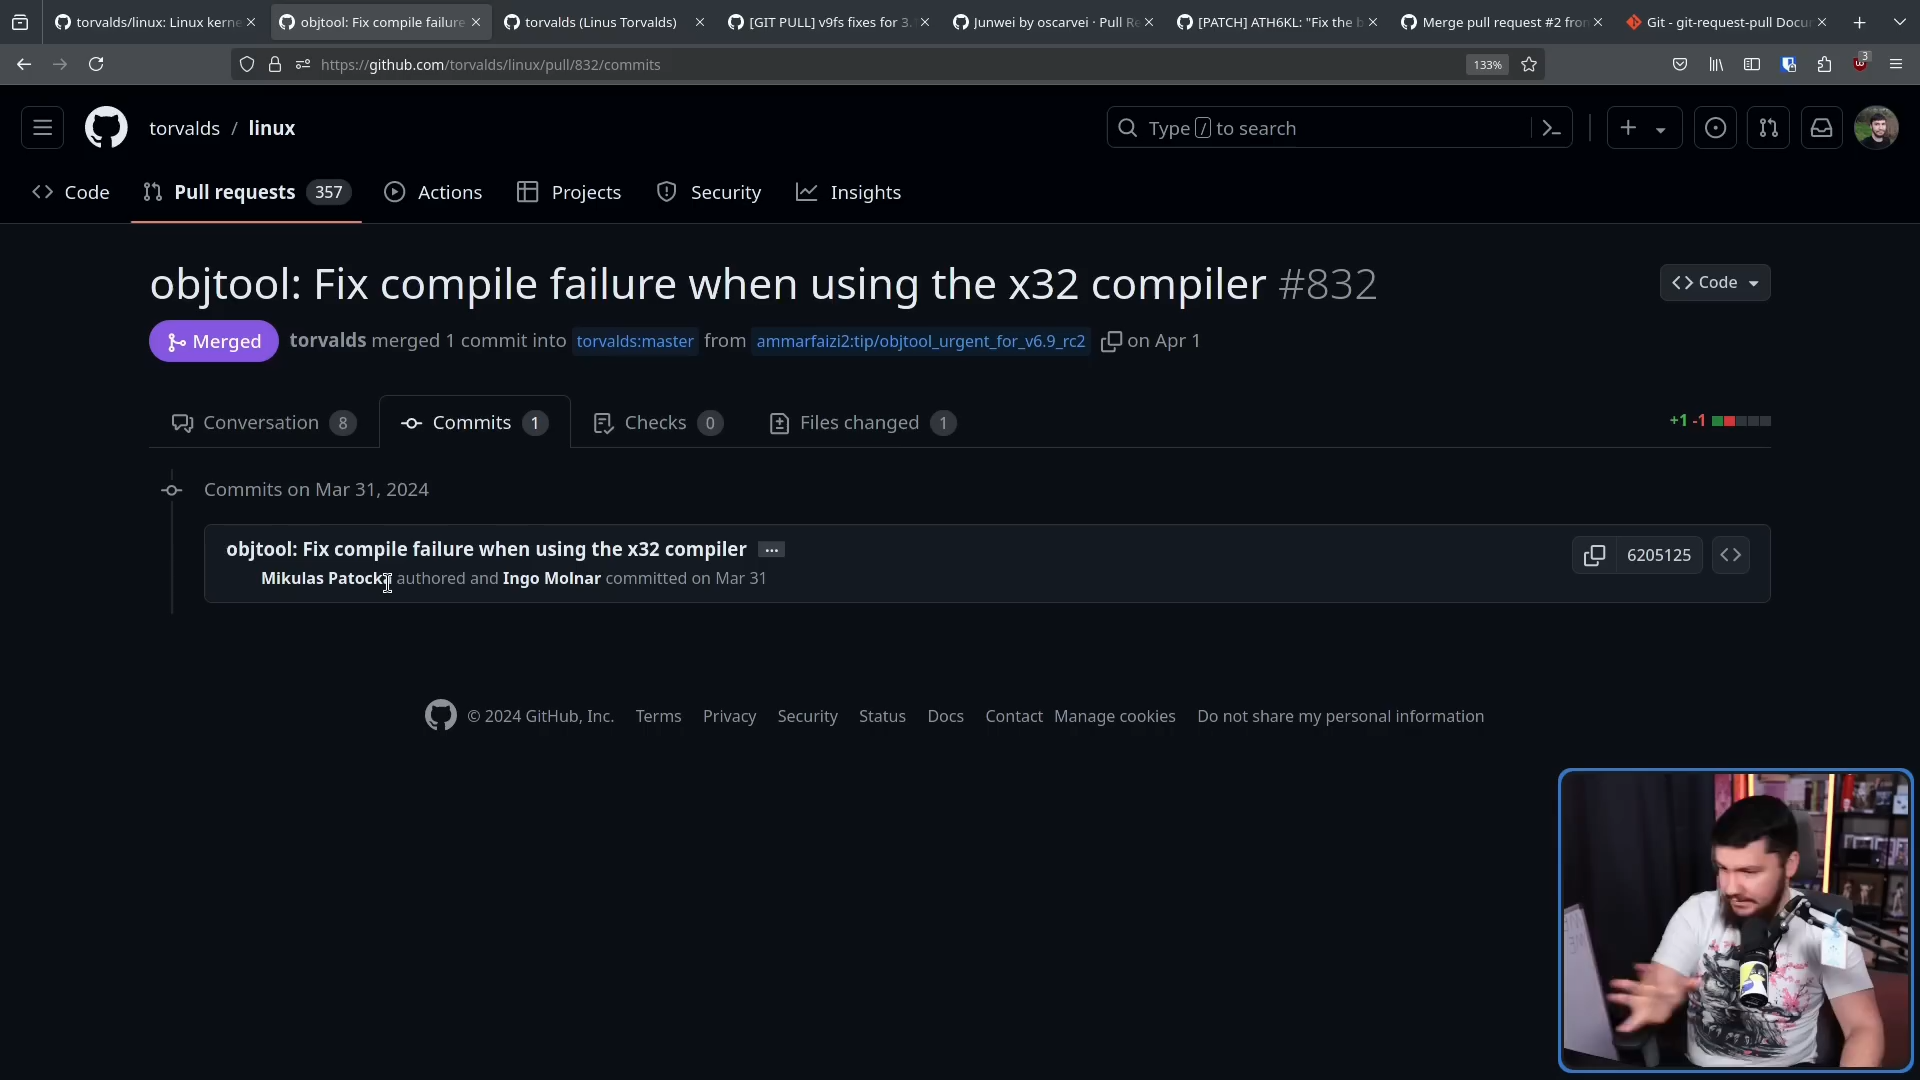 torvalds/linux: Linux kerne
objtool: Fix compile failure
torvalds (Linus Torvalds)
[GIT PULL] v9fs fixes for 3.
Junwei by oscarvei · Pull Re
[PATCH] ATH6KL: "Fix the b
Merge pull request #2 from
Git - git-request-pull Docum
https://github.com/torvalds/linux/pull/832/commits
133%
3
torvalds / linux
Type / to search
Code
Pull requests 357
Actions
Projects
Security
Insights
objtool: Fix compile failure when using the x32 compiler #832
Code
Merged torvalds merged 1 commit into torvalds:master from ammarfaizi2:tip/objtool_urgent_for_v6.9_rc2 on Apr 1
Conversation 8
Commits 1
Checks 0
Files changed 1
+1 -1
Commits on Mar 31, 2024
objtool: Fix compile failure when using the x32 compiler ...
6205125
Mikulas Patocka authored and Ingo Molnar committed on Mar 31
© 2024 GitHub, Inc. Terms Privacy Security Status Docs Contact Manage cookies Do not share my personal information